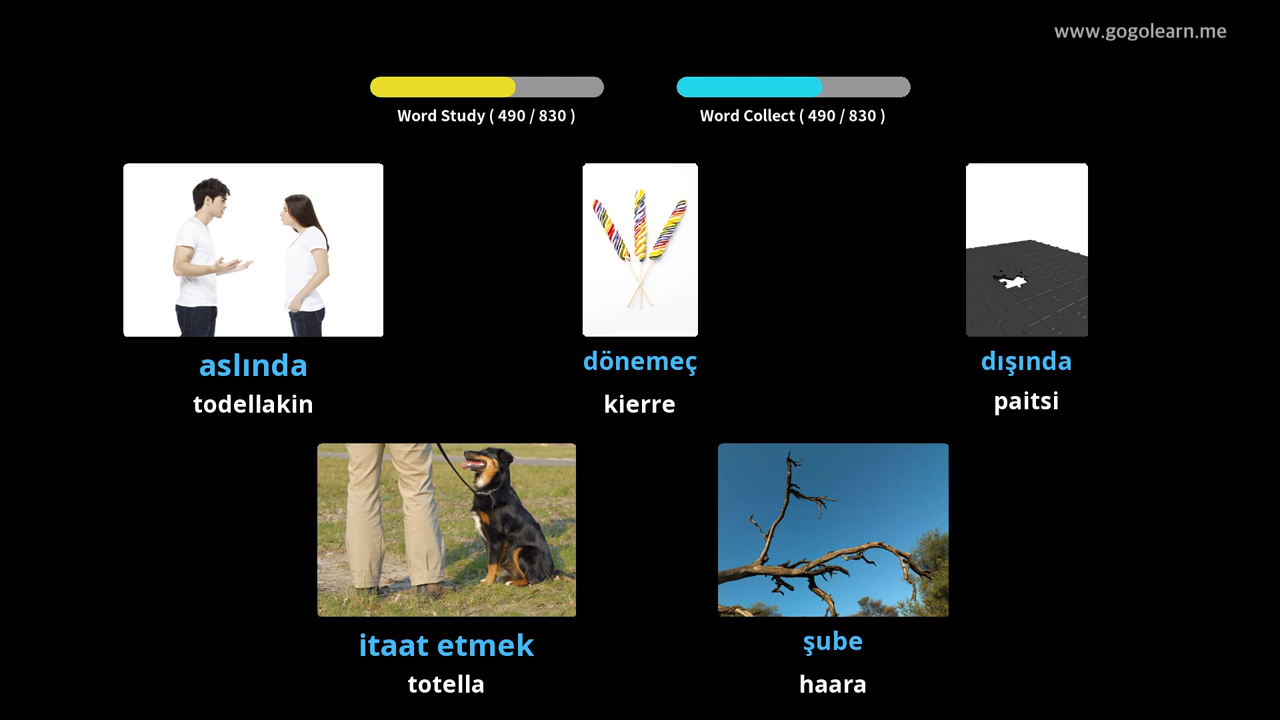 www.gogolearn.me
Word Study ( 490 / 830 )
Word Collect ( 490 / 830 )
aslında
todellakin
dönemeç
kierre
dışında
paitsi
itaat etmek
totella
şube
haara